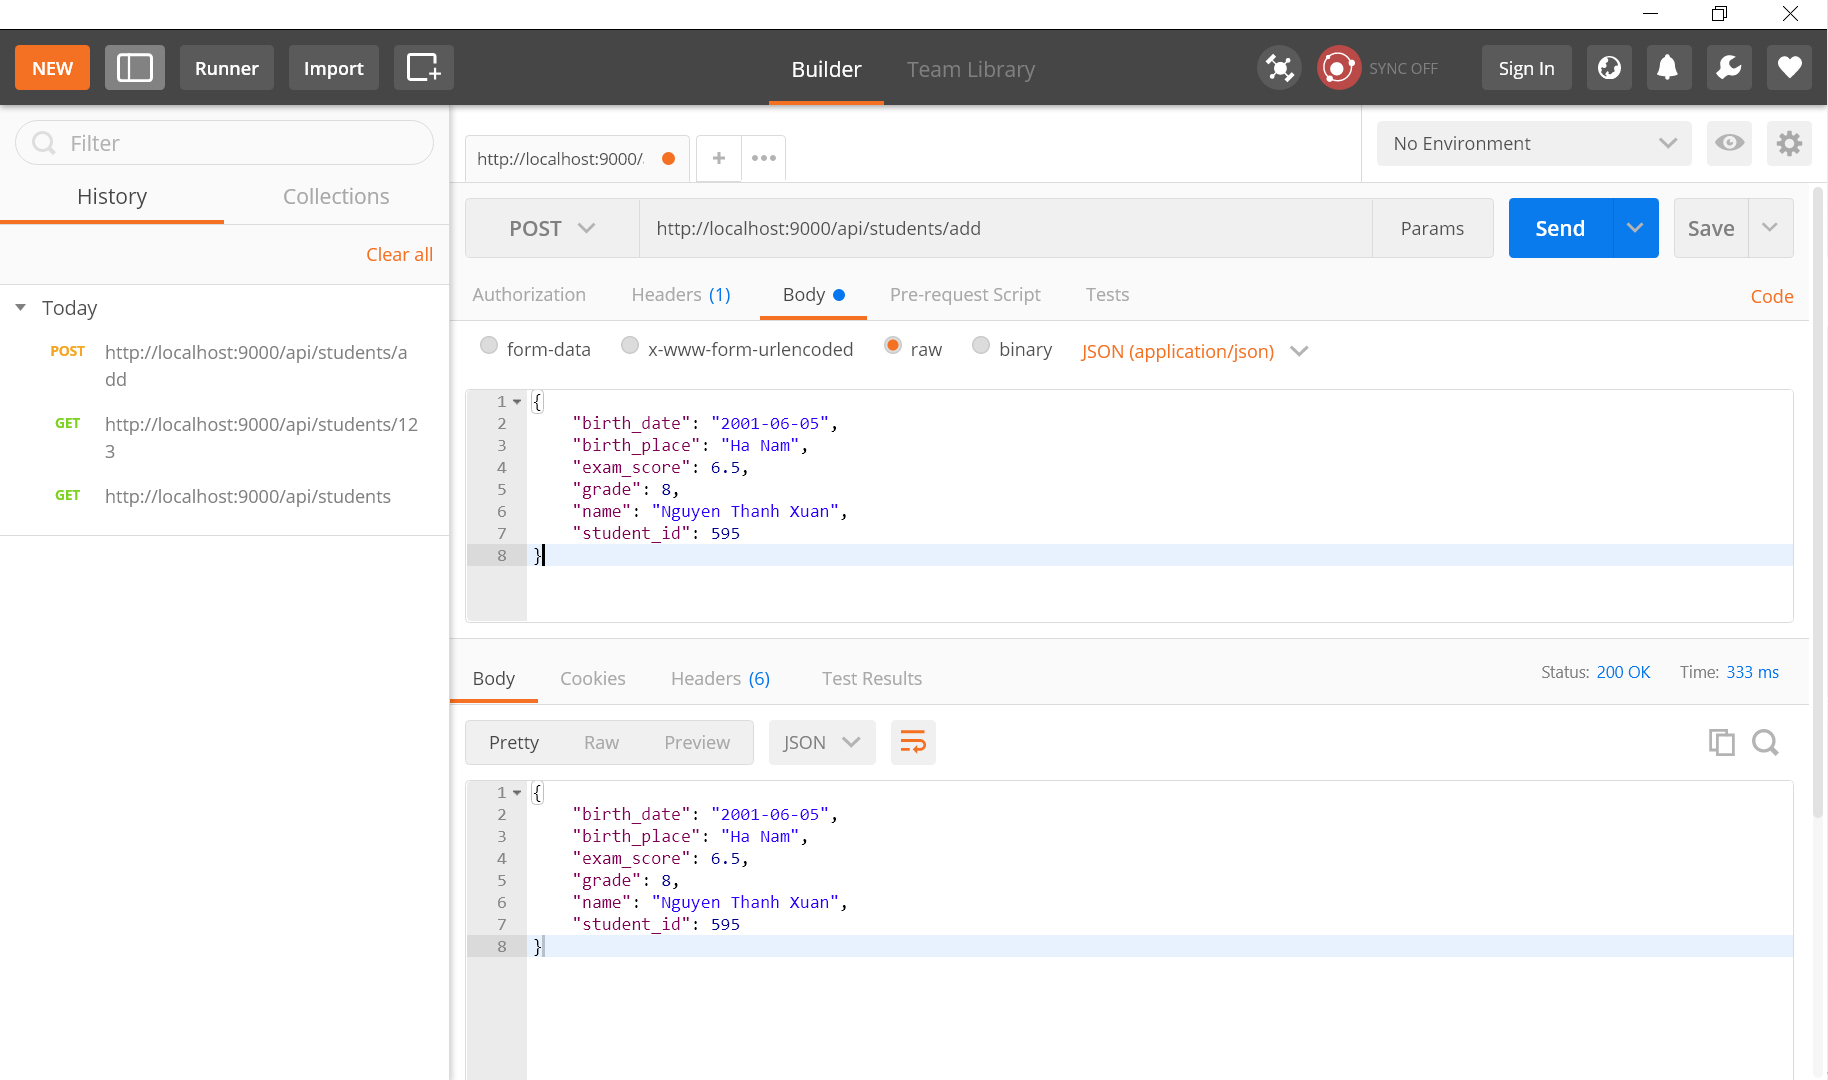 NEW
Runner
Import
Builder
Team Library
SYNC OFF
Sign In
Filter
History
Collections
Clear all
Today
POST http://localhost:9000/api/students/a
dd
GET http://localhost:9000/api/students/12
3
GET http://localhost:9000/api/students
http://localhost:9000/
+
•••
No Environment
POST
http://localhost:9000/api/students/add
Params
Send
Save
Authorization
Headers (1)
Body
Pre-request Script
Tests
Code
form-data
x-www-form-urlencoded
raw
binary
JSON (application/json)
1 {
2 "birth_date": "2001-06-05",
3 "birth_place": "Ha Nam",
4 "exam_score": 6.5,
5 "grade": 8,
6 "name": "Nguyen Thanh Xuan",
7 "student_id": 595
8 }
Body
Cookies
Headers (6)
Test Results
Status: 200 OK
Time: 333 ms
Pretty
Raw
Preview
JSON
1 {
2 "birth_date": "2001-06-05",
3 "birth_place": "Ha Nam",
4 "exam_score": 6.5,
5 "grade": 8,
6 "name": "Nguyen Thanh Xuan",
7 "student_id": 595
8 }